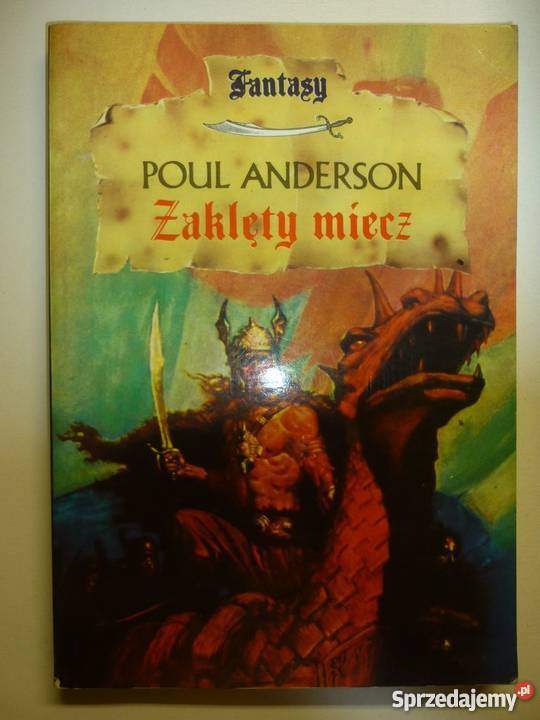 Fantasy
POUL ANDERSON
Zaklęty miecz
Sprzedajemy.pl